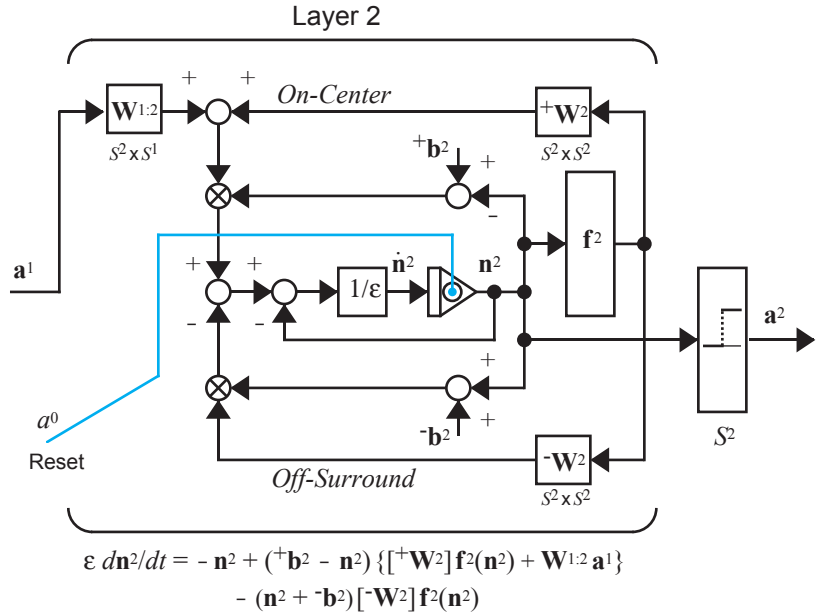 Layer 2
+ +
W1:2
On-Center
+W2
S2 x S1
S2 x S2
+b2
+
-
f2
a1
+
+
ṅ2
n2
1/ε
-
-
a2
a0
Reset
+
+
-b2
-W2
S2
Off-Surround
S2 x S2
ε dn2/dt = - n2 + (+b2 - n2) {[+W2] f2(n2) + W1:2 a1}
- (n2 + -b2) [-W2] f2(n2)